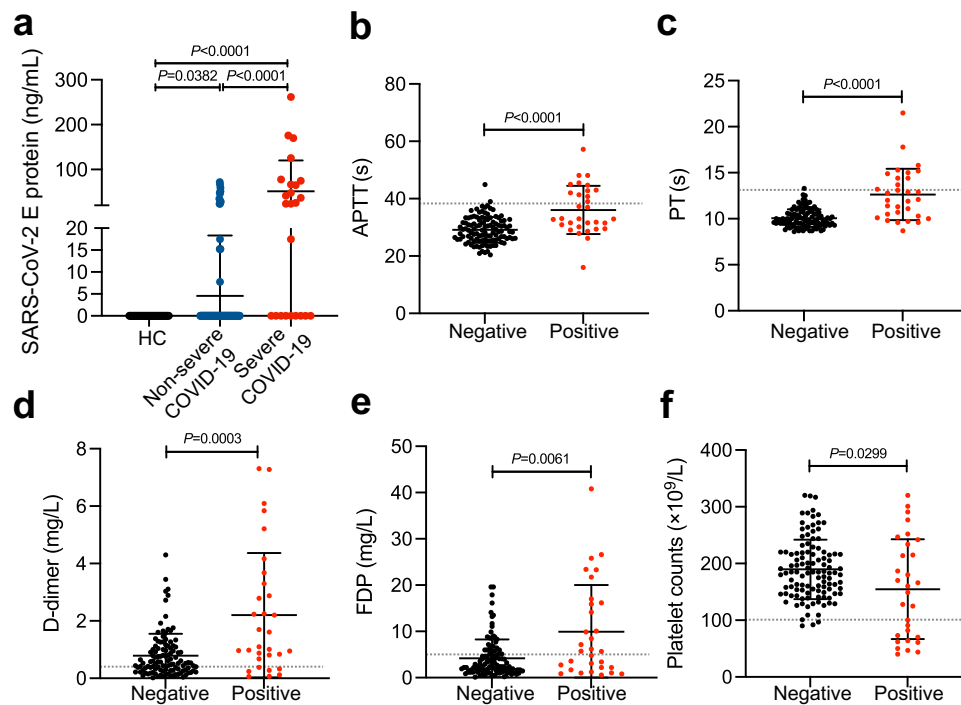 a
SARS-CoV-2 E protein (ng/mL)
P<0.0001
P=0.0382
P<0.0001
300
200
100
20
15
10
5
0
HC
Non-severe
COVID-19
Severe
COVID-19
b
APTT(s)
P<0.0001
80
60
40
20
0
Negative
Positive
c
PT(s)
P<0.0001
25
20
15
10
5
0
Negative
Positive
d
D-dimer (mg/L)
P=0.0003
8
6
4
2
0
Negative
Positive
e
FDP (mg/L)
P=0.0061
50
40
30
20
10
0
Negative
Positive
f
Platelet counts (×10⁹/L)
P=0.0299
400
300
200
100
0
Negative
Positive